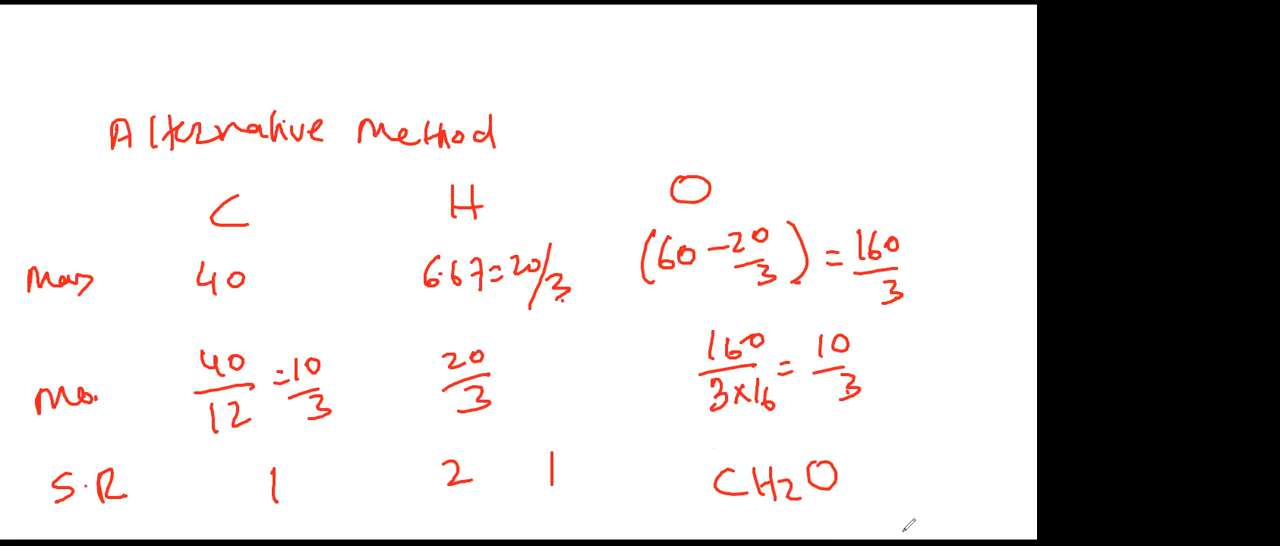 Alternative Method
C H O
Mass 40 6.67=20/3 (60-20/3)=160/3
Mo. 40/12=10/3 20/3 160/3×16=10/3
S.R 1 2 1 CH2O